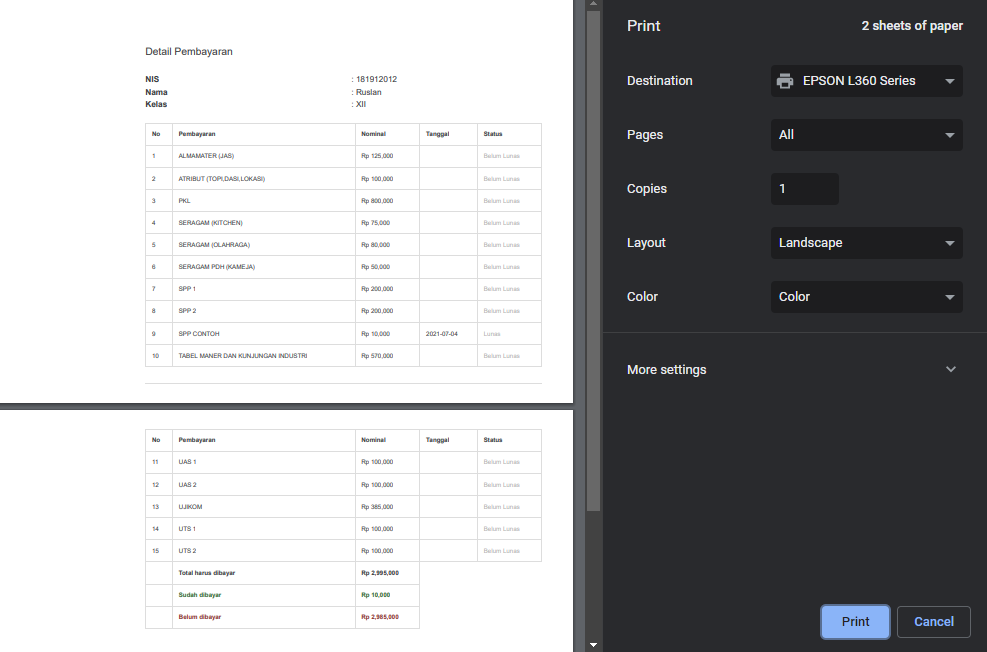 Detail Pembayaran
NIS : 181912012
Nama : Ruslan
Kelas : XII
No Pembayaran Nominal Tanggal Status
1 ALMAMATER (JAS) Rp 125,000 Belum Lunas
2 ATRIBUT (TOPI,DASI,LOKASI) Rp 100,000 Belum Lunas
3 PKL Rp 800,000 Belum Lunas
4 SERAGAM (KITCHEN) Rp 75,000 Belum Lunas
5 SERAGAM (OLAHRAGA) Rp 80,000 Belum Lunas
6 SERAGAM PDH (KAMEJA) Rp 50,000 Belum Lunas
7 SPP 1 Rp 200,000 Belum Lunas
8 SPP 2 Rp 200,000 Belum Lunas
9 SPP CONTOH Rp 10,000 2021-07-04 Lunas
10 TABEL MANER DAN KUNJUNGAN INDUSTRI Rp 570,000 Belum Lunas
No Pembayaran Nominal Tanggal Status
11 UAS 1 Rp 100,000 Belum Lunas
12 UAS 2 Rp 100,000 Belum Lunas
13 UJIKOM Rp 385,000 Belum Lunas
14 UTS 1 Rp 100,000 Belum Lunas
15 UTS 2 Rp 100,000 Belum Lunas
Total harus dibayar Rp 2,995,000
Sudah dibayar Rp 10,000
Belum dibayar Rp 2,985,000
Print 2 sheets of paper
Destination EPSON L360 Series
Pages All
Copies 1
Layout Landscape
Color Color
More settings
Print Cancel